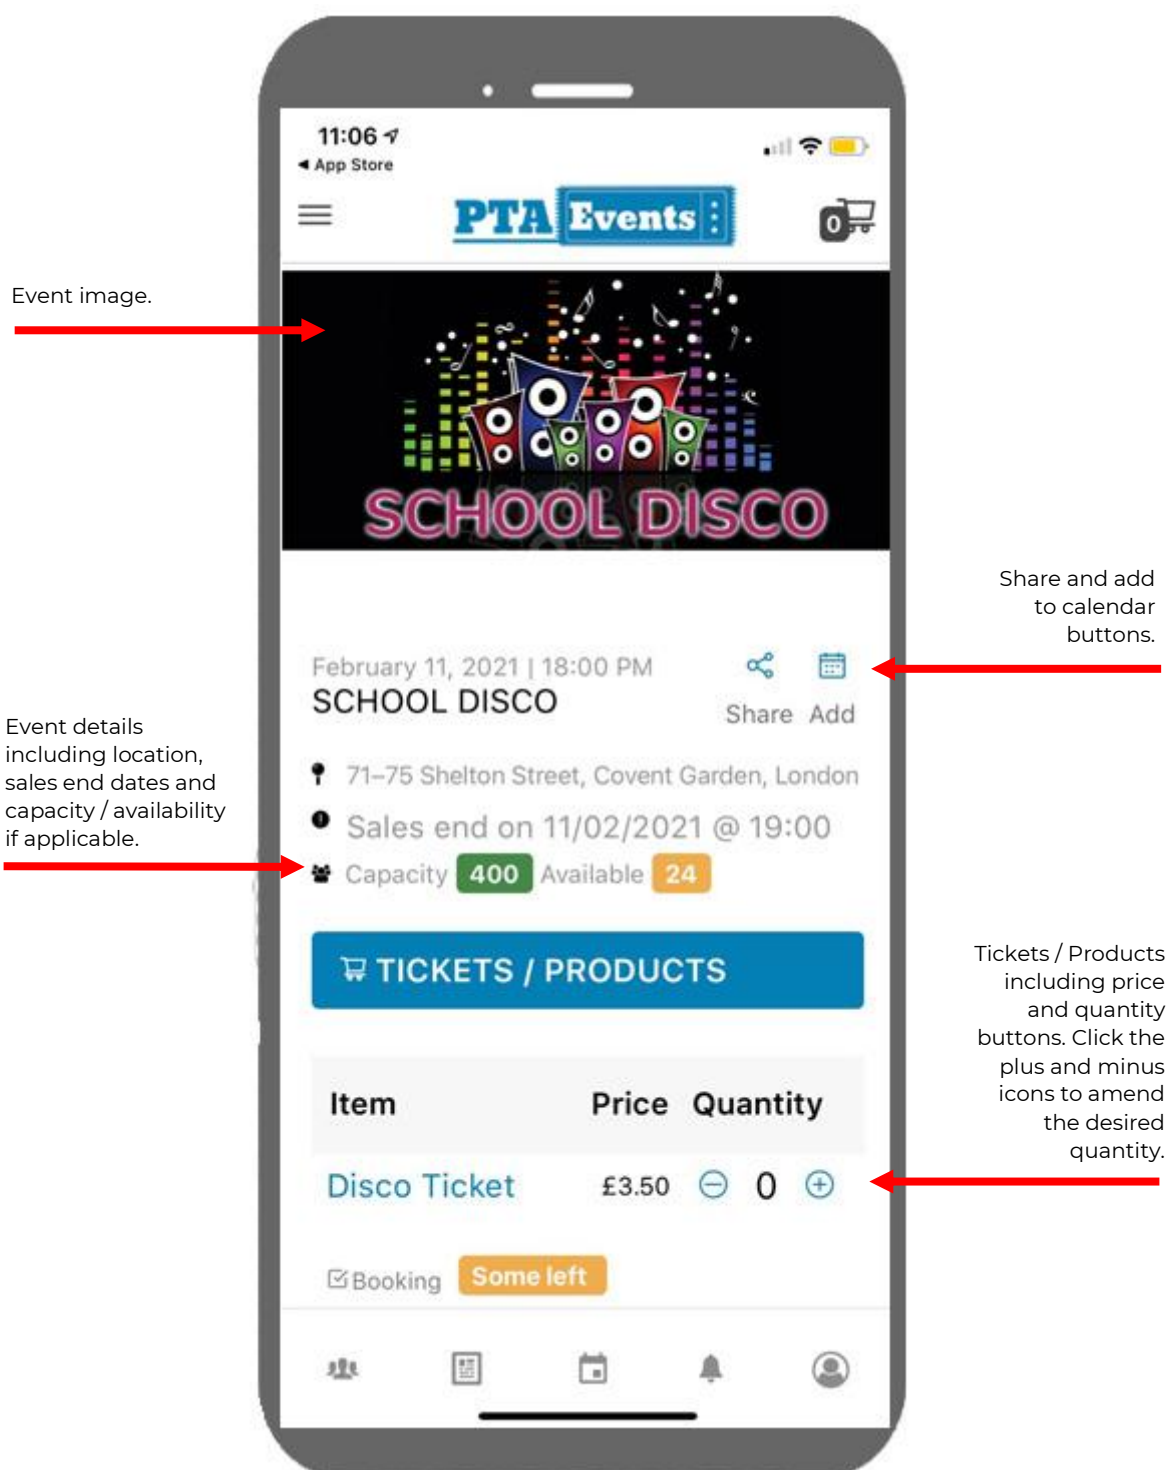 11:06
App Store
PTA Events
0
Event image.
SCHOOL DISCO
Share and add
to calendar
buttons.
February 11, 2021 | 18:00 PM
SCHOOL DISCO
Share Add
Event details
including location,
sales end dates and
capacity / availability
if applicable.
71–75 Shelton Street, Covent Garden, London
Sales end on 11/02/2021 @ 19:00
Capacity 400 Available 24
TICKETS / PRODUCTS
Tickets / Products
including price
and quantity
buttons. Click the
plus and minus
icons to amend
the desired
quantity.
Item Price Quantity
Disco Ticket £3.50 0
Booking Some left